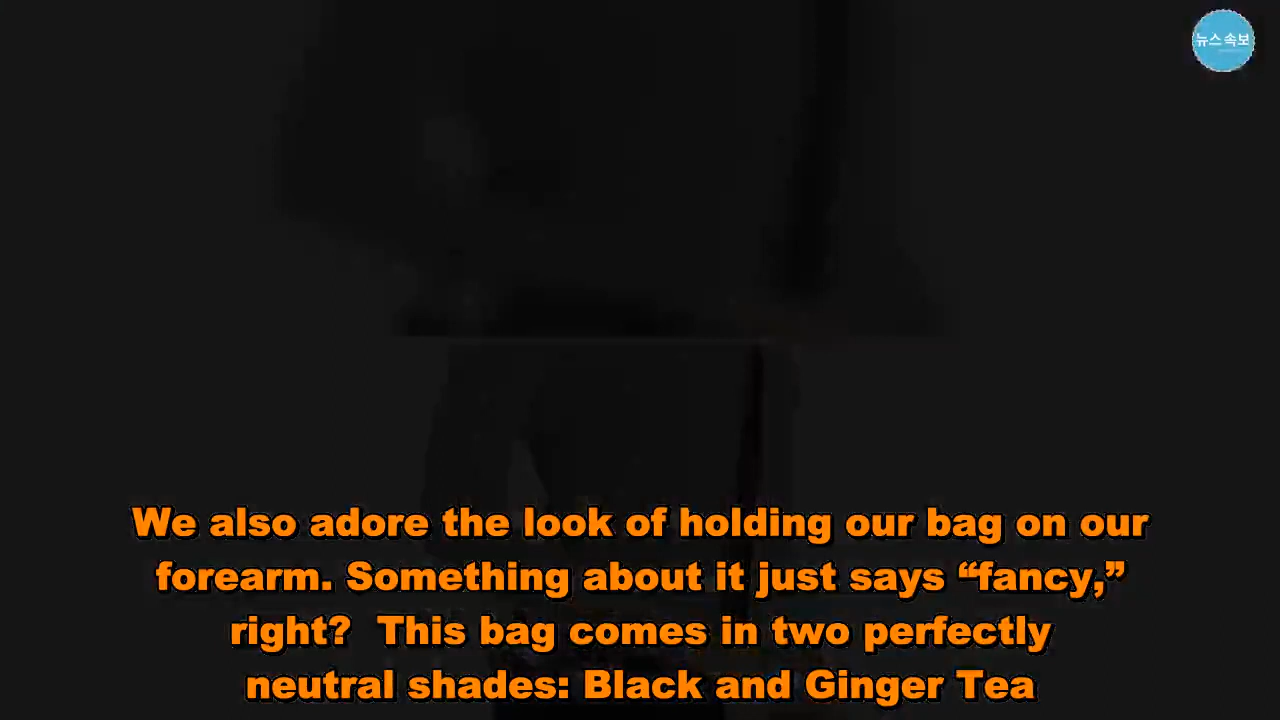 뉴스 속보
We also adore the look of holding our bag on our
forearm. Something about it just says “fancy,”
right?  This bag comes in two perfectly
neutral shades: Black and Ginger Tea